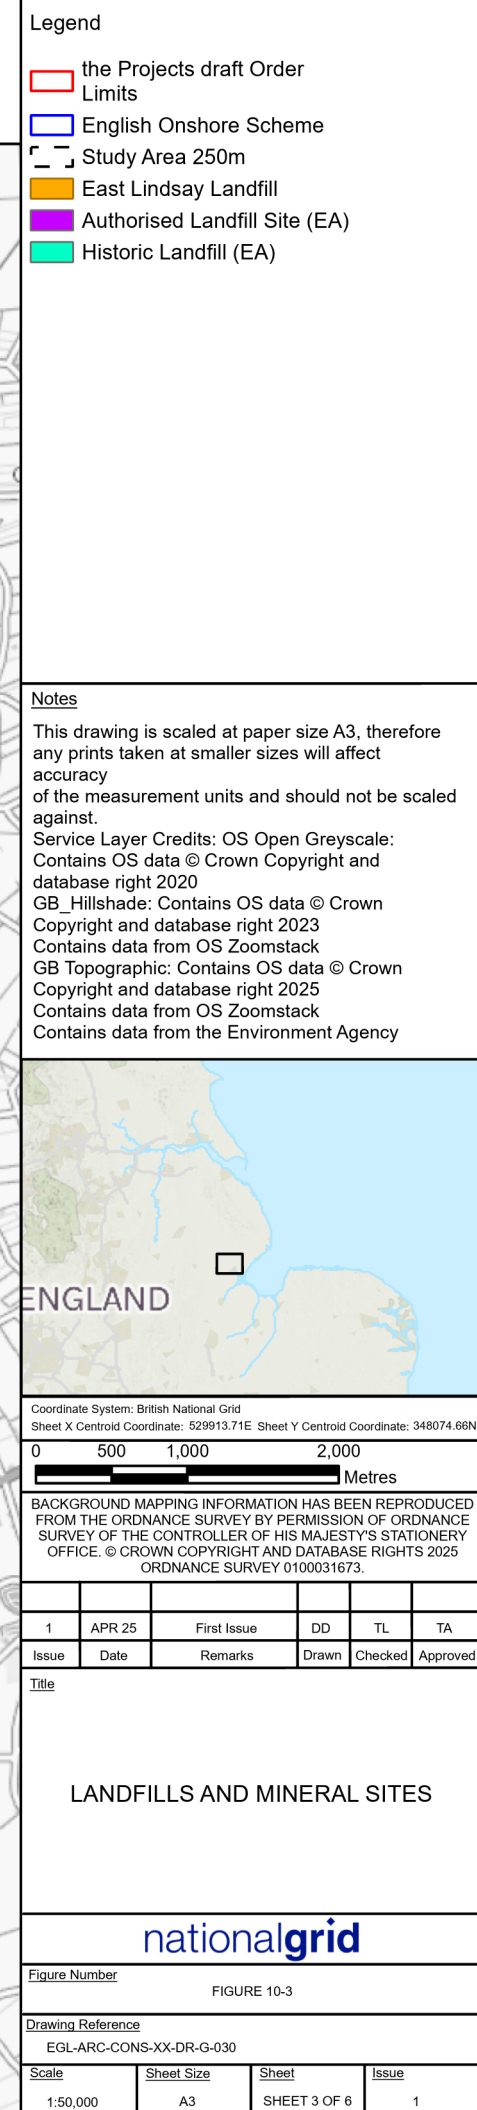 Legend
the Projects draft Order
Limits
English Onshore Scheme
Study Area 250m
East Lindsay Landfill
Authorised Landfill Site (EA)
Historic Landfill (EA)
Notes
This drawing is scaled at paper size A3, therefore
any prints taken at smaller sizes will affect
accuracy
of the measurement units and should not be scaled
against.
Service Layer Credits: OS Open Greyscale:
Contains OS data © Crown Copyright and
database right 2020
GB_Hillshade: Contains OS data © Crown
Copyright and database right 2023
Contains data from OS Zoomstack
GB Topographic: Contains OS data © Crown
Copyright and database right 2025
Contains data from OS Zoomstack
Contains data from the Environment Agency
ENGLAND
Coordinate System: British National Grid
Sheet X Centroid Coordinate: 529913.71E Sheet Y Centroid Coordinate: 348074.66N
0 500 1,000 2,000
Metres
BACKGROUND MAPPING INFORMATION HAS BEEN REPRODUCED
FROM THE ORDNANCE SURVEY BY PERMISSION OF ORDNANCE
SURVEY OF THE CONTROLLER OF HIS MAJESTY'S STATIONERY
OFFICE. © CROWN COPYRIGHT AND DATABASE RIGHTS 2025
ORDNANCE SURVEY 0100031673.
1 APR 25 First Issue DD TL TA
Issue Date Remarks Drawn Checked Approved
Title
LANDFILLS AND MINERAL SITES
nationalgrid
Figure Number
FIGURE 10-3
Drawing Reference
EGL-ARC-CONS-XX-DR-G-030
Scale Sheet Size Sheet Issue
1:50,000 A3 SHEET 3 OF 6 1